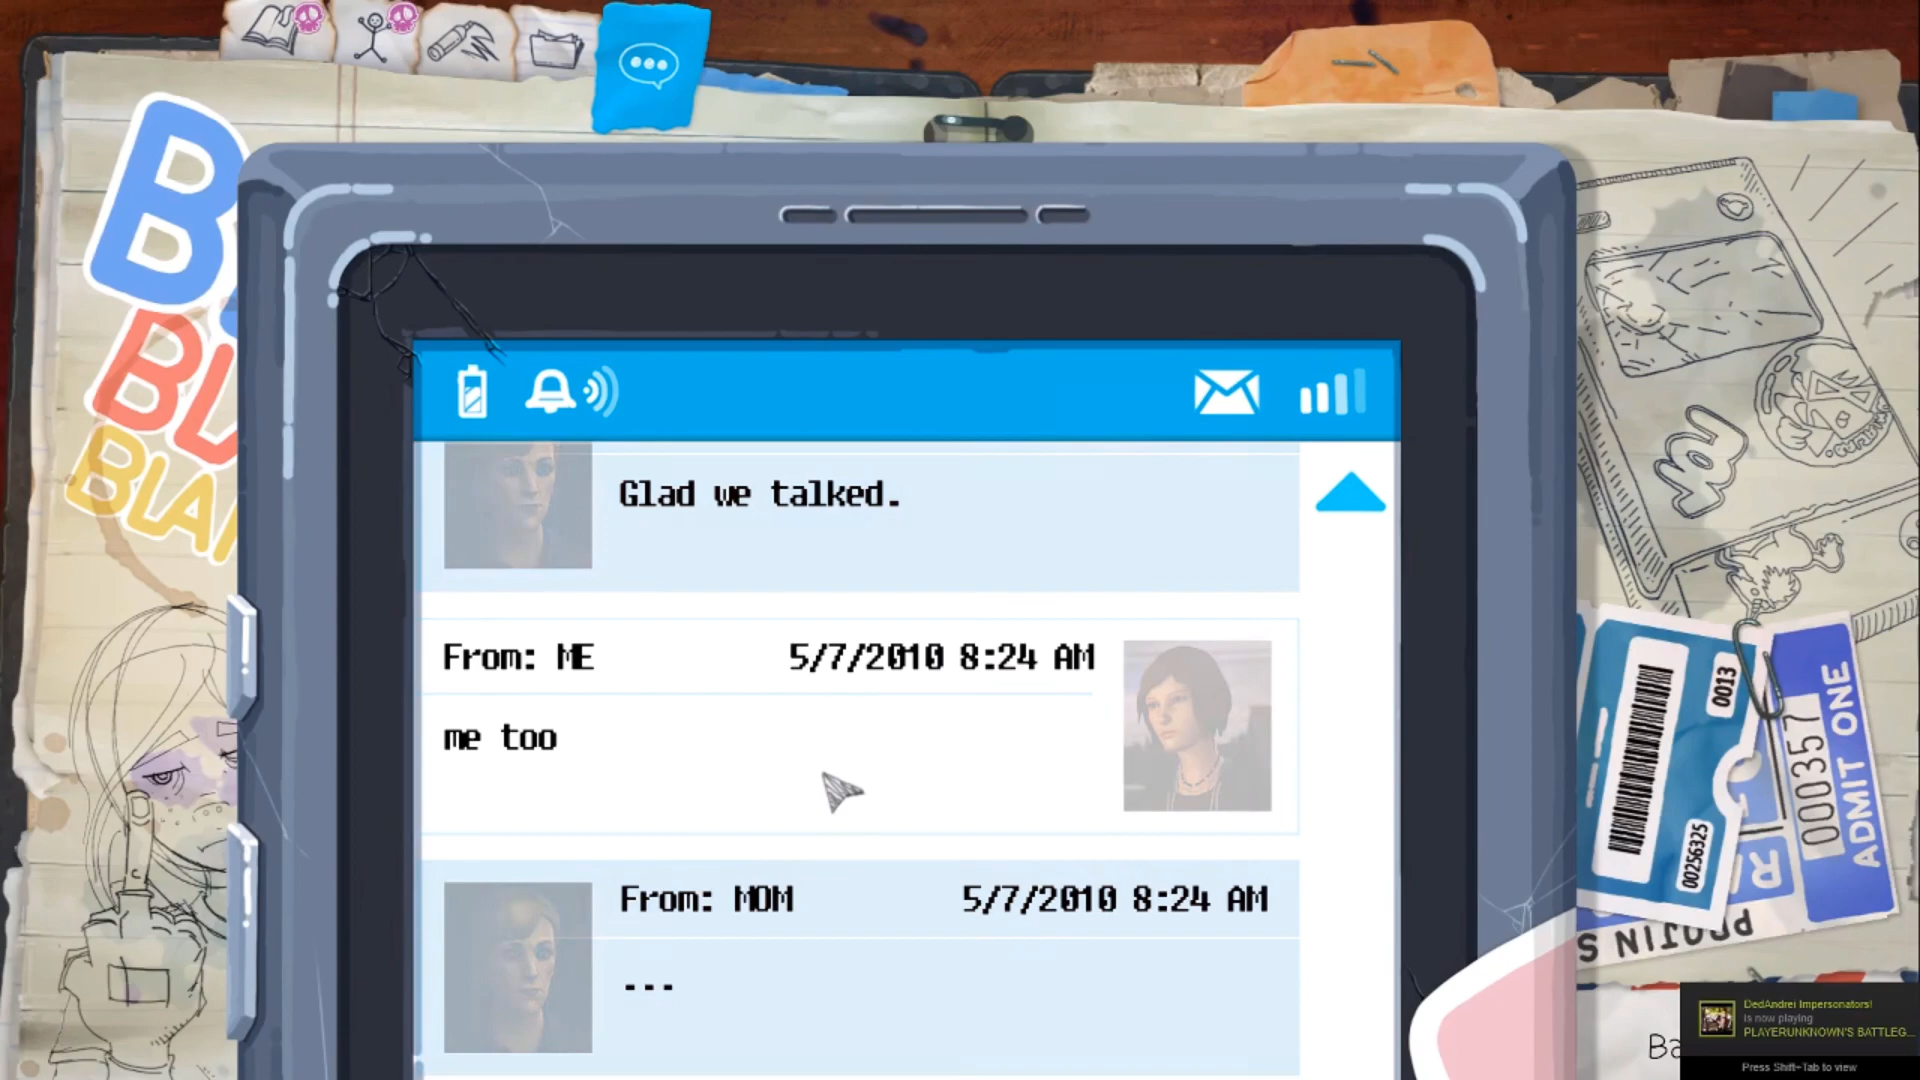 Glad we talked.
From: ME 5/7/2010 8:24 AM
me too
From: MOM 5/7/2010 8:24 AM
---
0013
00256325
000357
ADMIT ONE
DedAndrei Impersonators!
is now playing
PLAYERUNKNOWN'S BATTLEG...
Press Shift+Tab to view